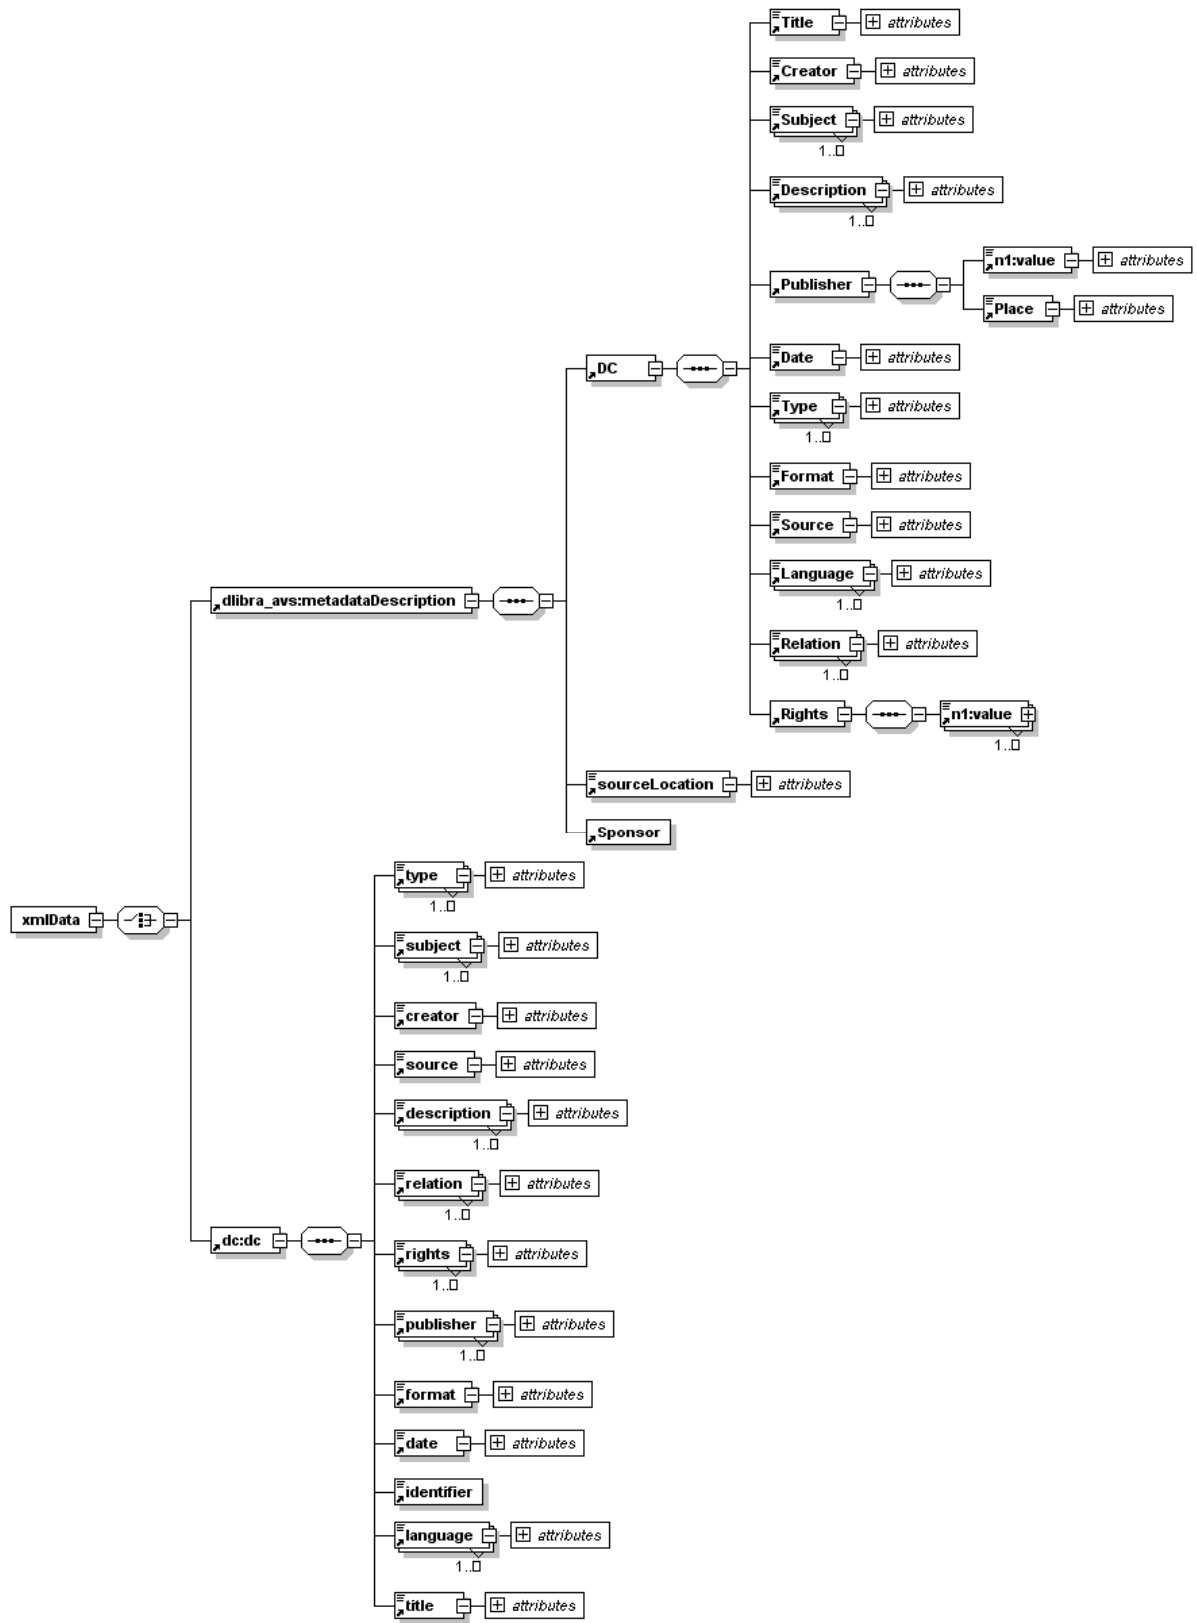 Title attributes
Creator attributes
Subject attributes
1..
Description attributes
1..
n1:value attributes
Publisher
Place attributes
Date attributes
DC
Type attributes
1..
Format attributes
Source attributes
Language attributes
1..
dlibra_avs:metadataDescription
Relation attributes
1..
Rights n1:value
1..
sourceLocation attributes
Sponsor
type attributes
1..
xmlData
subject attributes
1..
creator attributes
source attributes
description attributes
1..
relation attributes
1..
dc:dc
rights attributes
1..
publisher attributes
1..
format attributes
date attributes
identifier
language attributes
1..
title attributes